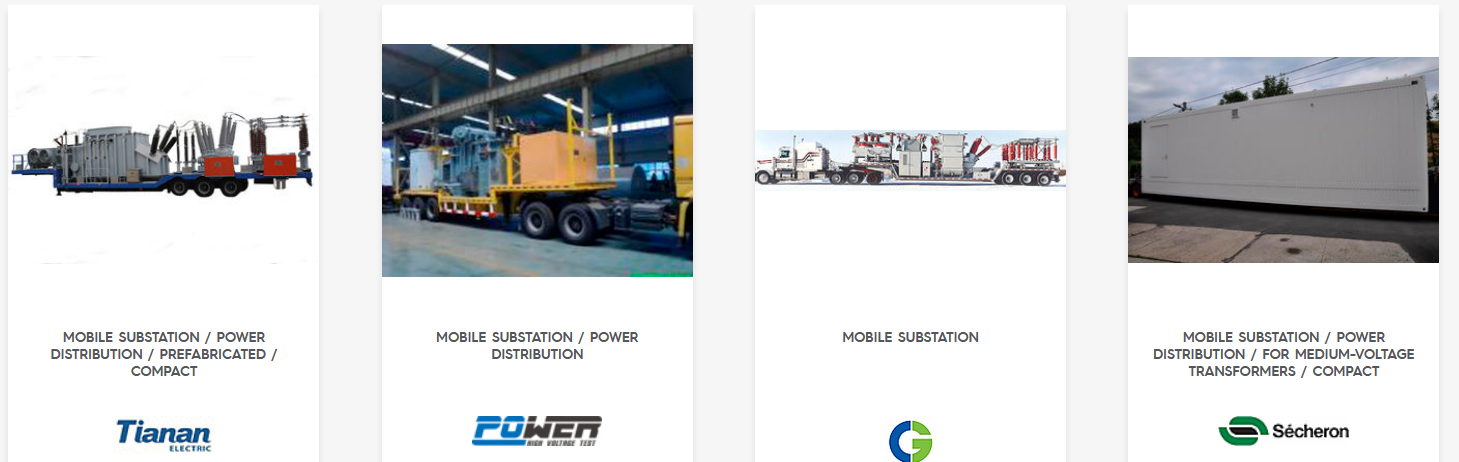 MOBILE SUBSTATION / POWER
DISTRIBUTION / PREFABRICATED /
COMPACT
Tianan
ELECTRIC
MOBILE SUBSTATION / POWER
DISTRIBUTION
POWER
HIGH VOLTAGE TEST
MOBILE SUBSTATION
CG
MOBILE SUBSTATION / POWER
DISTRIBUTION / FOR MEDIUM-VOLTAGE
TRANSFORMERS / COMPACT
Sécheron